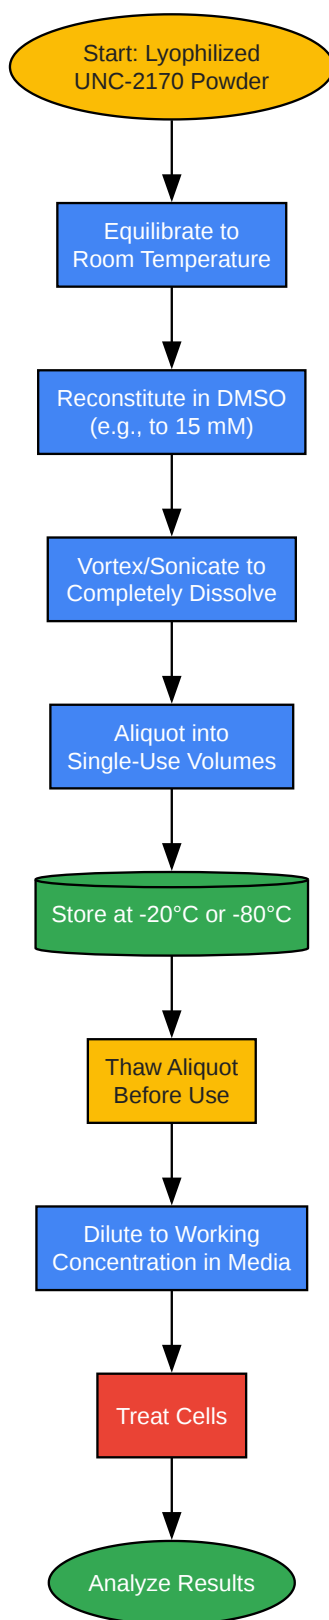 Start: Lyophilized
UNC-2170 Powder
Equilibrate to
Room Temperature
Reconstitute in DMSO
(e.g., to 15 mM)
Vortex/Sonicate to
Completely Dissolve
Aliquot into
Single-Use Volumes
Store at -20°C or -80°C
Thaw Aliquot
Before Use
Dilute to Working
Concentration in Media
Treat Cells
Analyze Results